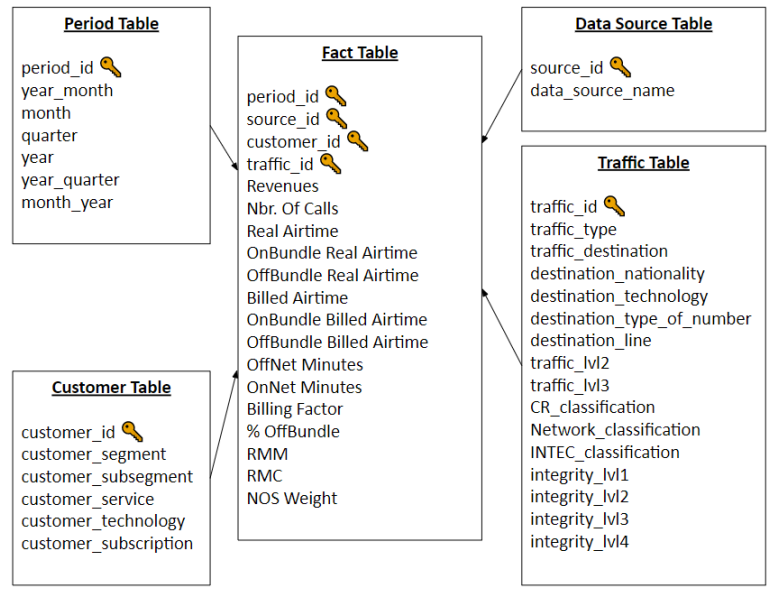 Period Table
period_id
year_month
month
quarter
year
year_quarter
month_year
Fact Table
period_id
source_id
customer_id
traffic_id
Revenues
Nbr. Of Calls
Real Airtime
OnBundle Real Airtime
OffBundle Real Airtime
Billed Airtime
OnBundle Billed Airtime
OffBundle Billed Airtime
OffNet Minutes
OnNet Minutes
Billing Factor
% OffBundle
RMM
RMC
NOS Weight
Data Source Table
source_id
data_source_name
Traffic Table
traffic_id
traffic_type
traffic_destination
destination_nationality
destination_technology
destination_type_of_number
destination_line
traffic_lvl2
traffic_lvl3
CR_classification
Network_classification
INTEC_classification
integrity_lvl1
integrity_lvl2
integrity_lvl3
integrity_lvl4
Customer Table
customer_id
customer_segment
customer_subsegment
customer_service
customer_technology
customer_subscription